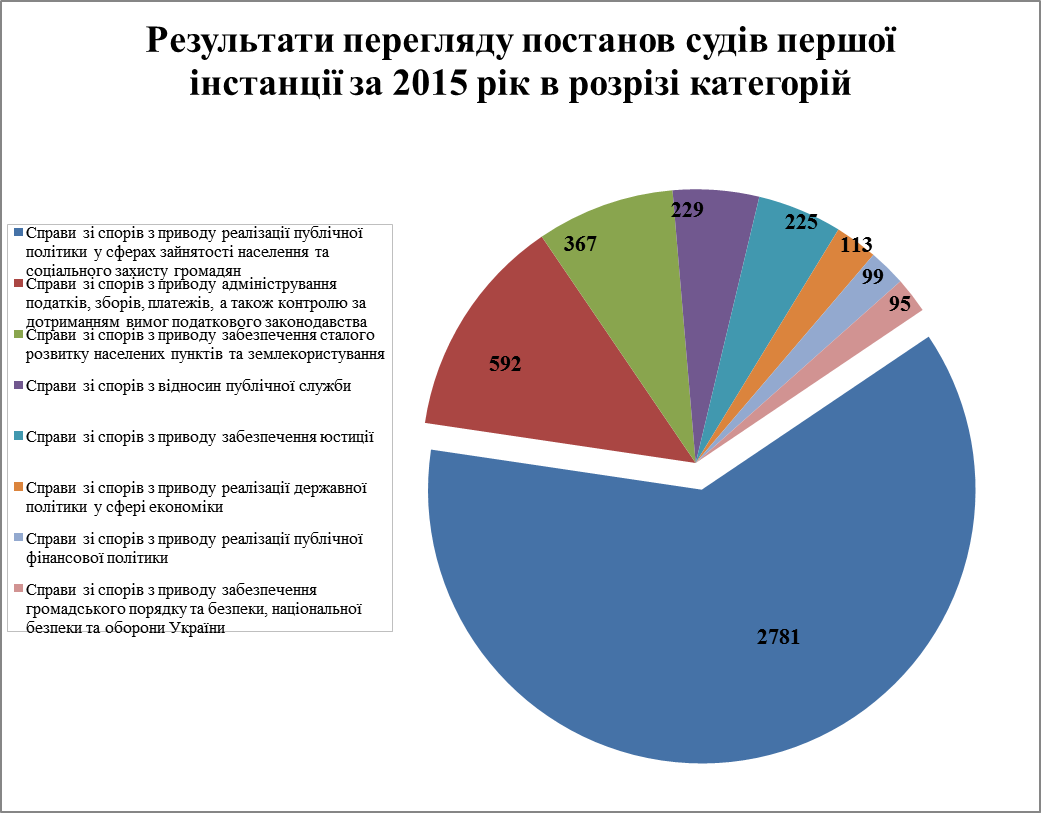 Результати перегляду постанов судів першої
інстанції за 2015 рік в розрізі категорій
Справи зі спорів з приводу реалізації публічної
політики у сферах зайнятості населення та
соціального захисту громадян
Справи зі спорів з приводу адміністрування
податків, зборів, платежів, а також контролю за
дотриманням вимог податкового законодавства
Справи зі спорів з приводу забезпечення сталого
розвитку населених пунктів та землекористування
Справи зі спорів з відносин публічної служби
Справи зі спорів з приводу забезпечення юстиції
Справи зі спорів з приводу реалізації державної
політики у сфері економіки
Справи зі спорів з приводу реалізації публічної
фінансової політики
Справи зі спорів з приводу забезпечення
громадського порядку та безпеки, національної
безпеки та оборони України
2781
592
367
229
225
113
99
95